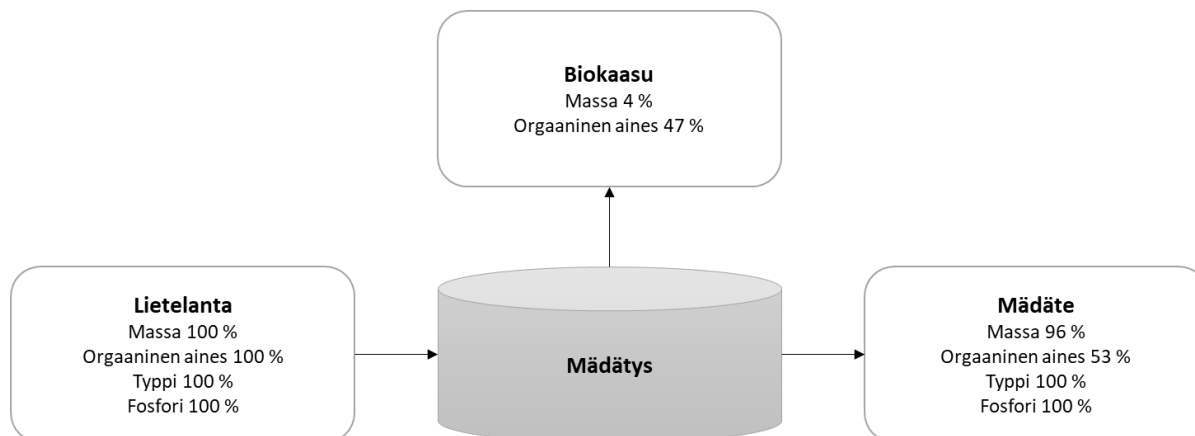 Biokaasu
Massa 4 %
Orgaaninen aines 47 %
Lietelanta
Massa 100 %
Orgaaninen aines 100 %
Typpi 100 %
Fosfori 100 %
Mädätys
Mädäte
Massa 96 %
Orgaaninen aines 53 %
Typpi 100 %
Fosfori 100 %